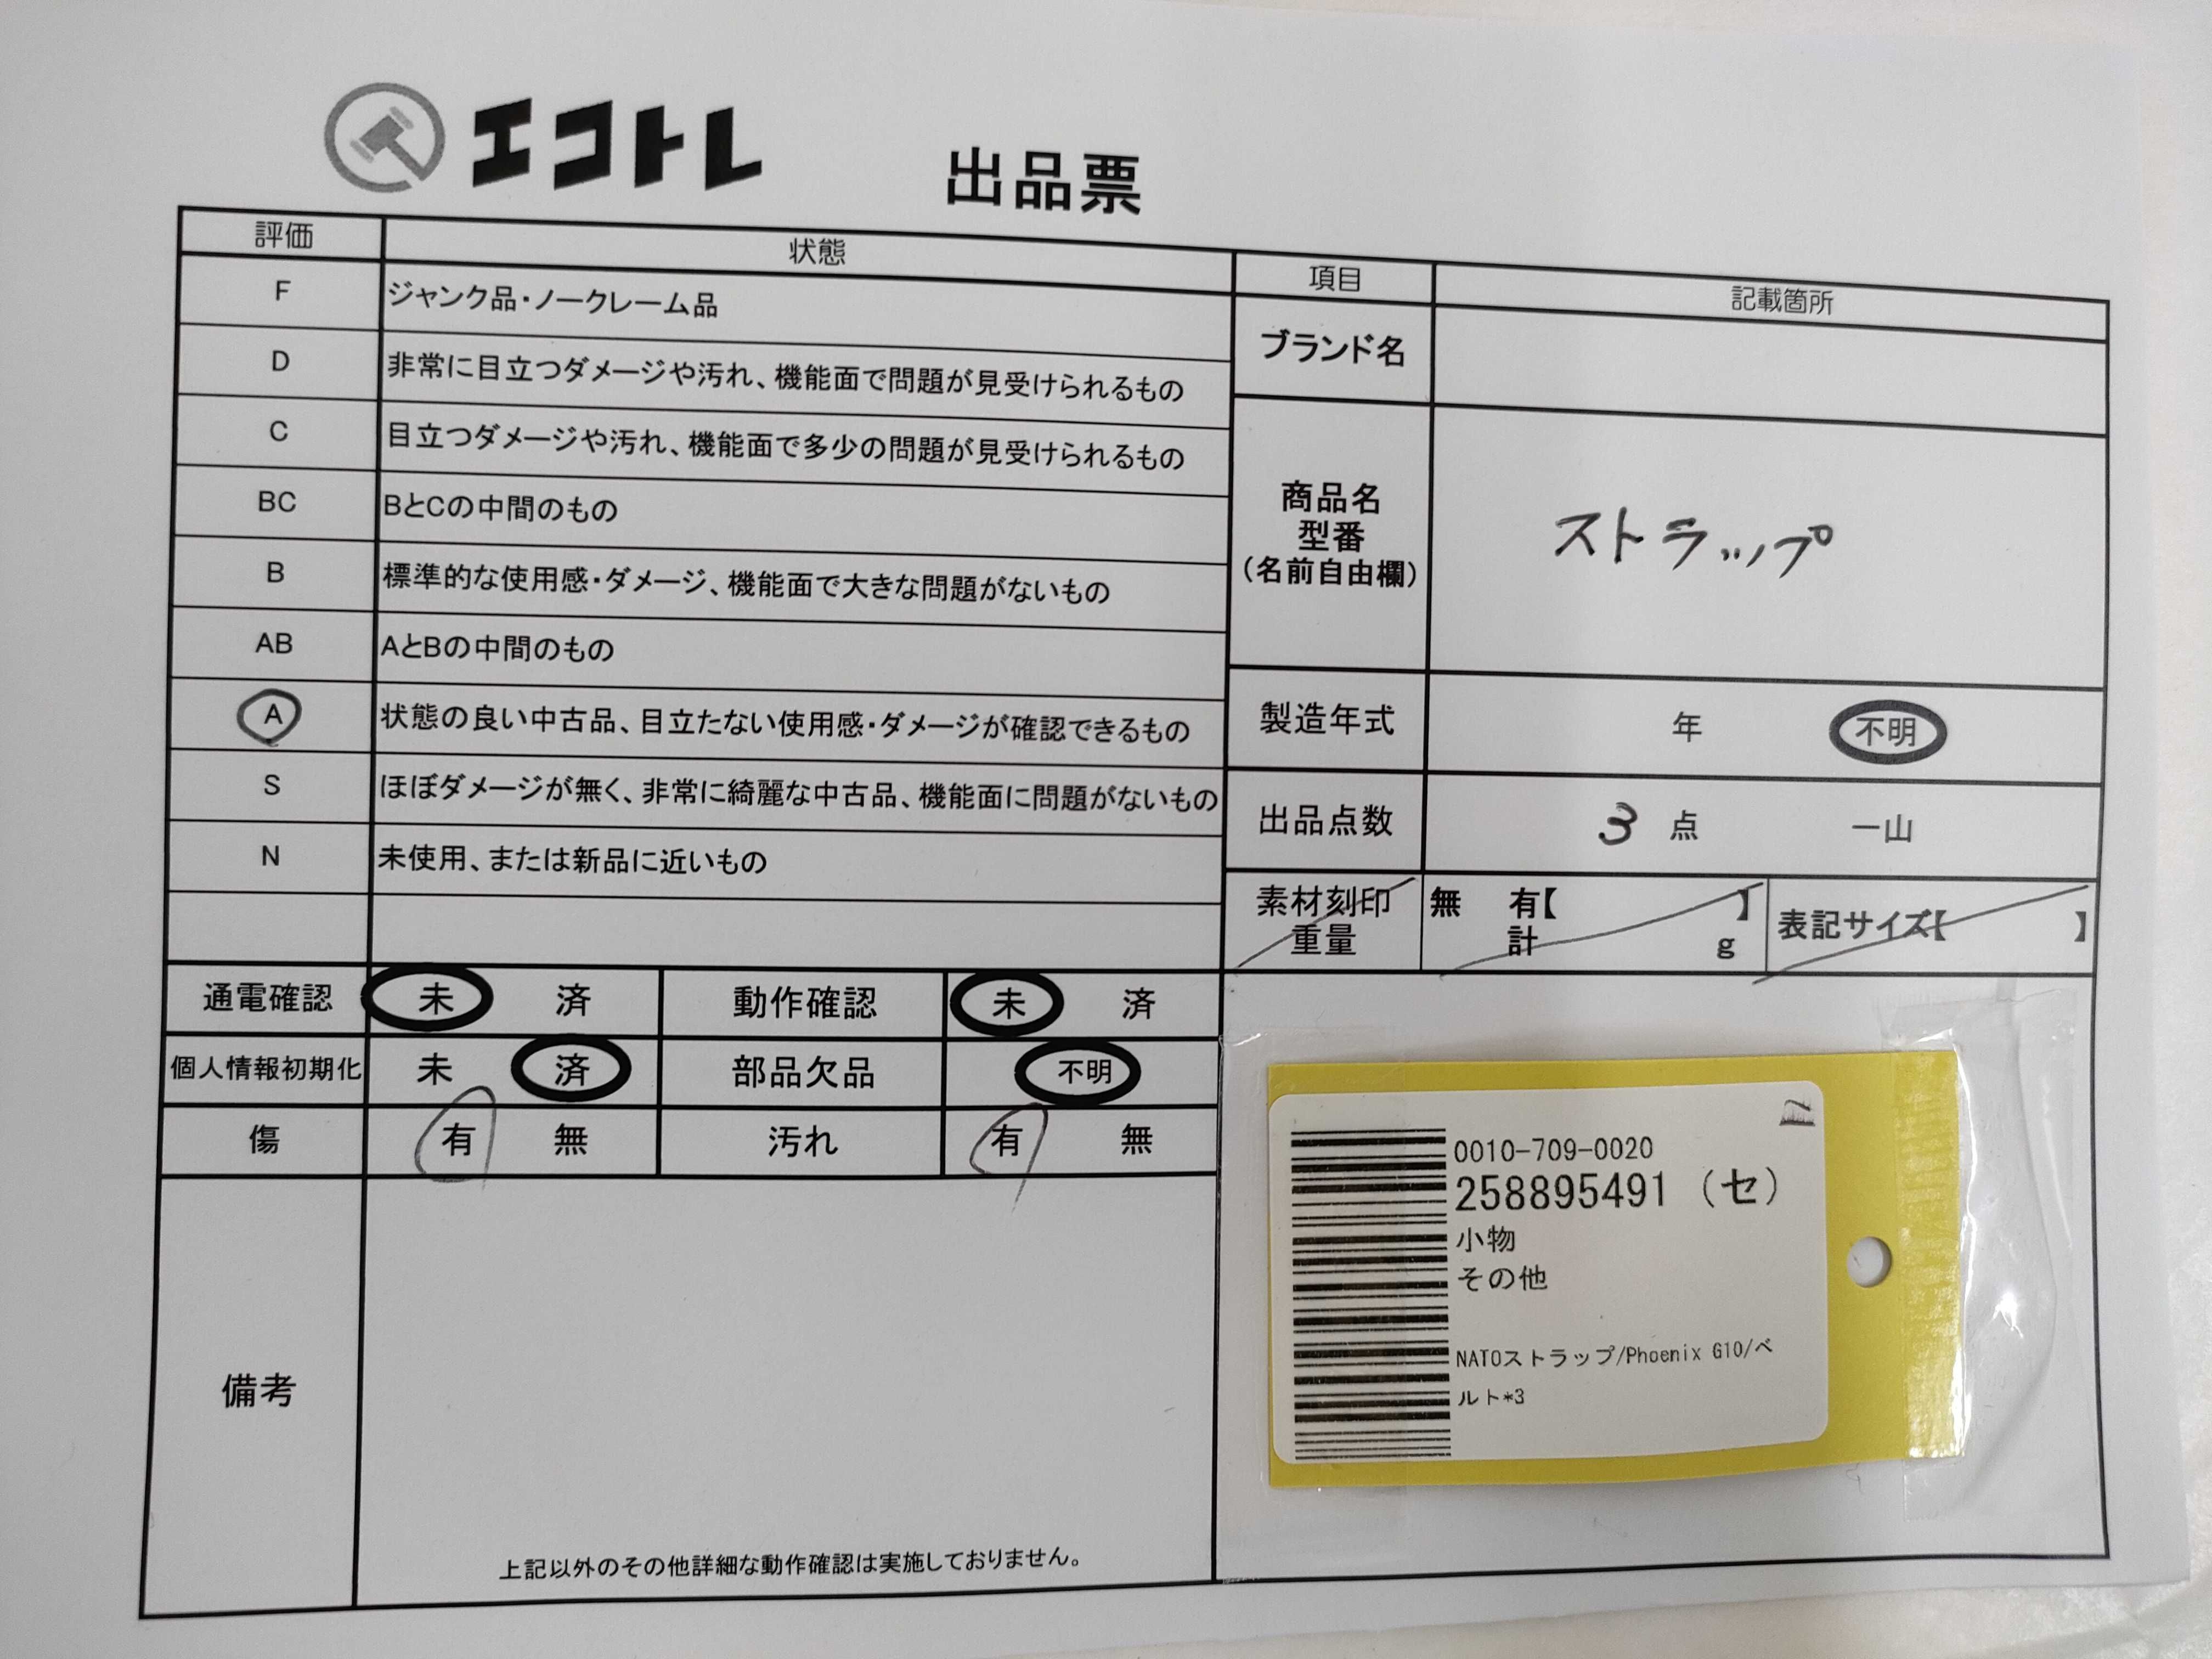 エコトレ
出品票
評価 状態
F ジャンク品・ノークレーム品
D 非常に目立つダメージや汚れ、機能面で問題が見受けられるもの
C 目立つダメージや汚れ、機能面で多少の問題が見受けられるもの
BC BとCの中間のもの
B 標準的な使用感・ダメージ、機能面で大きな問題がないもの
AB AとBの中間のもの
A 状態の良い中古品、目立たない使用感・ダメージが確認できるもの
S ほぼダメージが無く、非常に綺麗な中古品、機能面に問題がないもの
N 未使用、または新品に近いもの
項目 記載箇所
ブランド名
商品名
型番
(名前自由欄)
ストラップ
製造年式 年 不明
出品点数 3 点 一山
素材刻印
重量
無 有【 】
計 g
表記サイズ【 】
通電確認 未 済 動作確認 未 済
個人情報初期化 未 済 部品欠品 不明
傷 有 無 汚れ 有 無
備考
上記以外のその他詳細な動作確認は実施しておりません。
0010-709-0020
258895491 (セ)
小物
その他
NATOストラップ/Phoenix G10/ベ
ルト*3